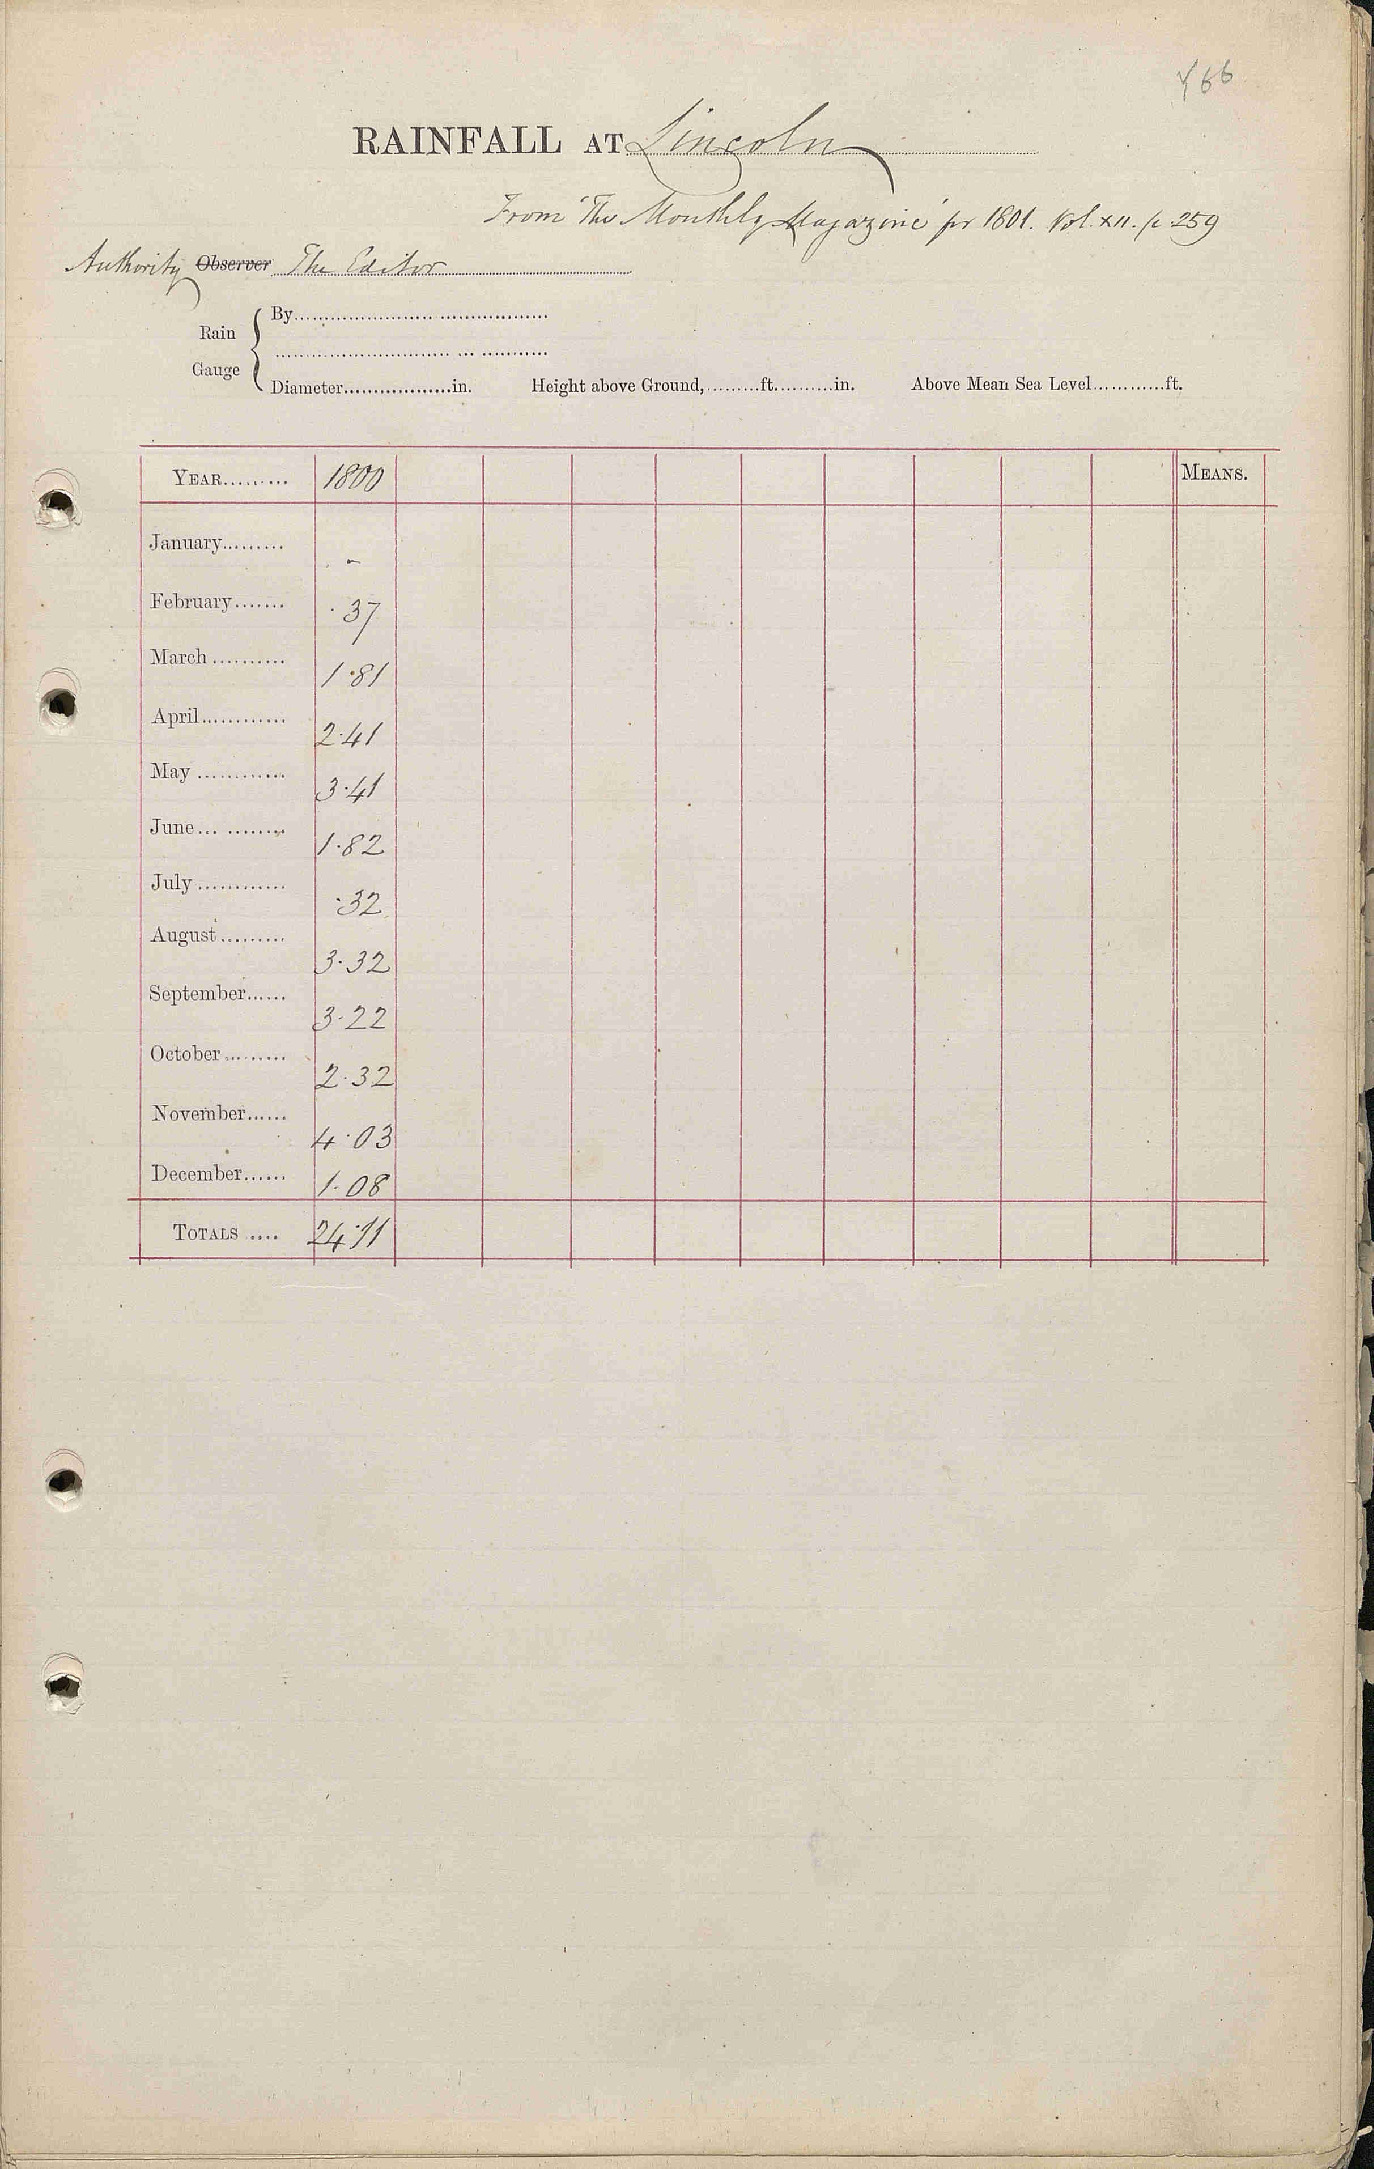 466
RAINFALL AT Lincoln
From 'The Monthly Magazine' for 1801. Vol. XII. p 259
Authority Observer The Editor
Rain Gauge
By
Diameter in. Height above Ground, ft. in. Above Mean Sea Level ft.
YEAR 1800 MEANS.
January -
February ·37
March 1·81
April 2·41
May 3·41
June 1·82
July ·32
August 3·32
September 3·22
October 2·32
November 4·03
December 1·08
TOTALS 24·11